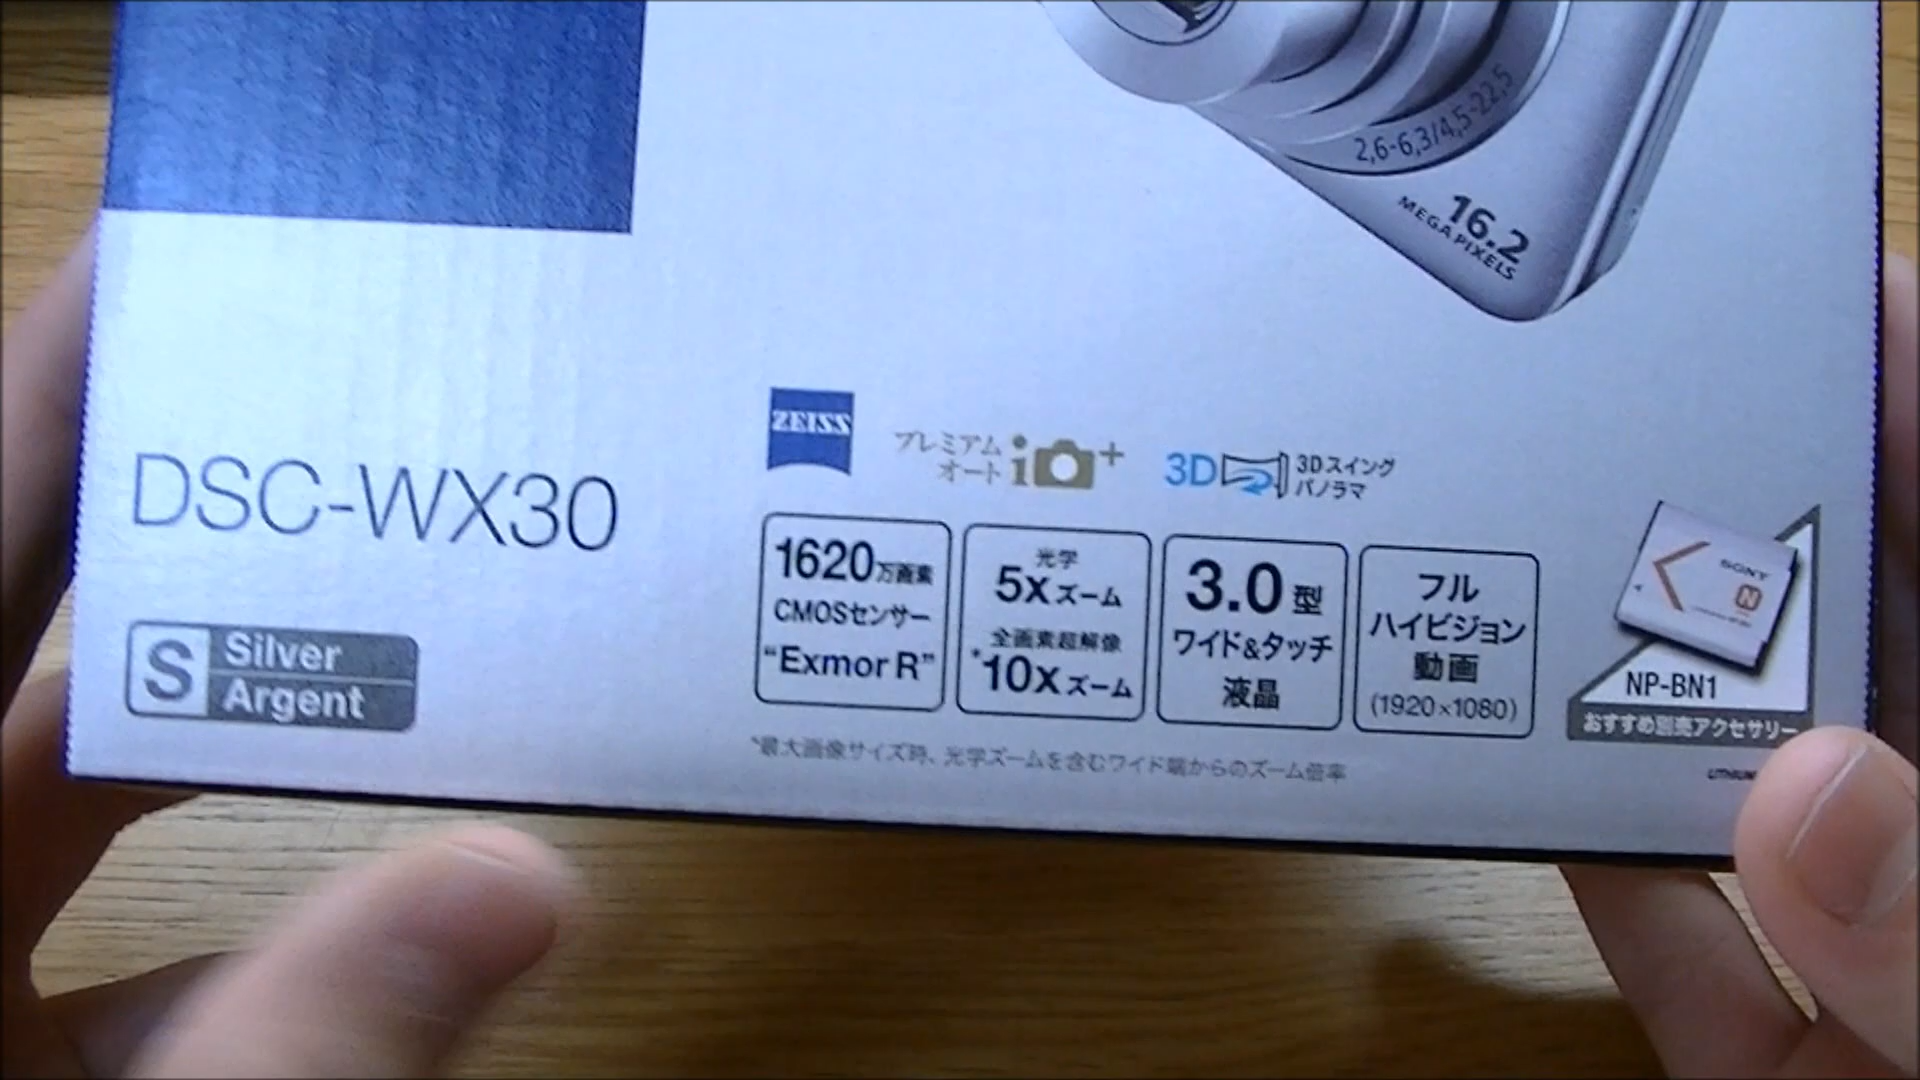 2,6-6,3/4,5-22,5
16.2
MEGAPIXELS
ZEISS
プレミアム
オート i +
3D 3Dスイング
パノラマ
DSC-WX30
S Silver
Argent
1620万画素
CMOSセンサー
“Exmor R”
光学
5xズーム
全画素超解像
*10xズーム
3.0型
ワイド&タッチ
液晶
フル
ハイビジョン
動画
(1920×1080)
SONY
N
NP-BN1
おすすめ別売アクセサリー
*最大画像サイズ時、光学ズームを含むワイド端からのズーム倍率
LITHIUM